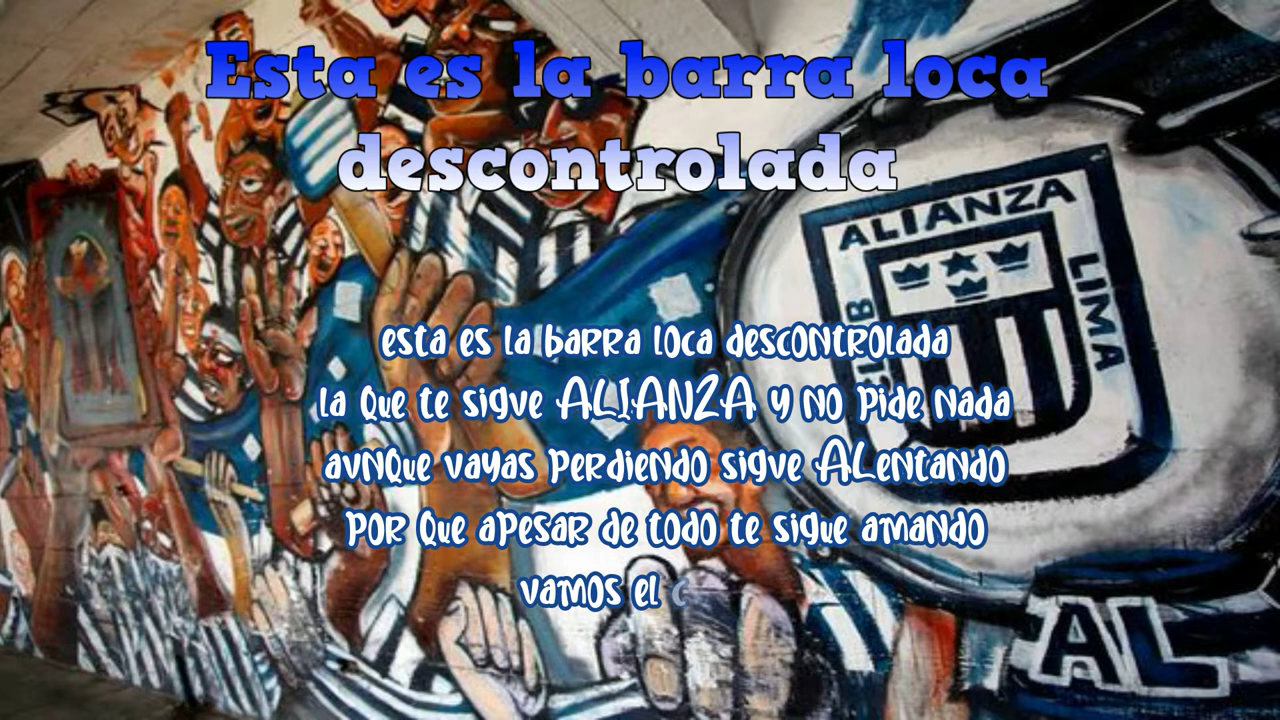 Esta es la barra loca
descontrolada
ALIANZA
LIMA
esta es la barra loca descontrolada
la que te sigue ALIANZA y no pide nada
aunque vayas perdiendo sigue ALentando
por que apesar de todo te sigue amando
vamos el c
AL